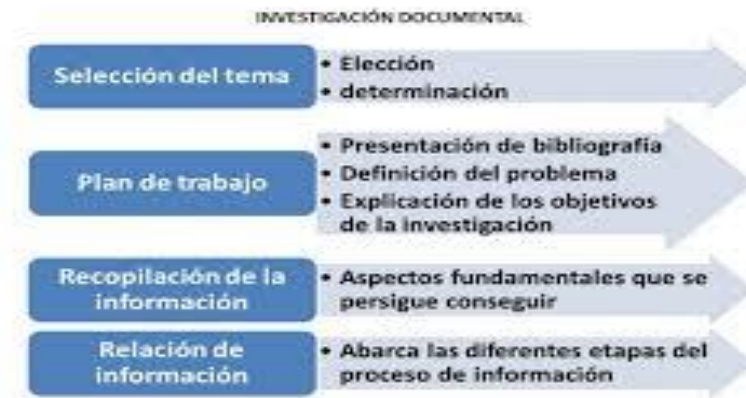 INVESTIGACIÓN DOCUMENTAL
Selección del tema
• Elección
• determinación
Plan de trabajo
• Presentación de bibliografía
• Definición del problema
• Explicación de los objetivos
de la investigación
Recopilación de la
información
• Aspectos fundamentales que se
persigue conseguir
Relación de
información
• Abarca las diferentes etapas del
proceso de información